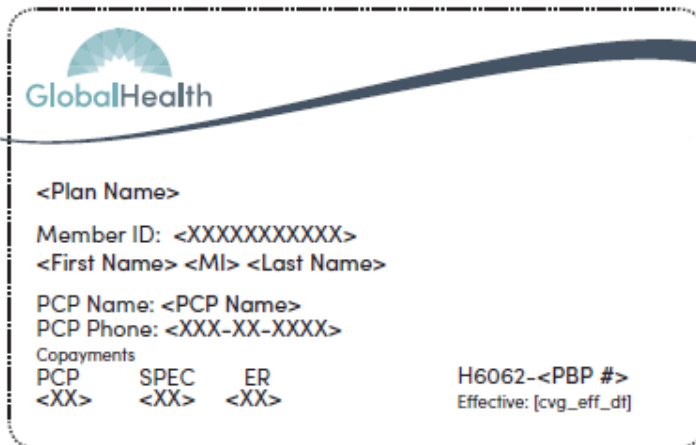 GlobalHealth
<Plan Name>
Member ID: <XXXXXXXXXXX>
<First Name> <MI> <Last Name>
PCP Name: <PCP Name>
PCP Phone: <XXX-XX-XXXX>
Copayments
PCP SPEC ER
<XX> <XX> <XX>
H6062-<PBP #>
Effective: [cvg_eff_dt]